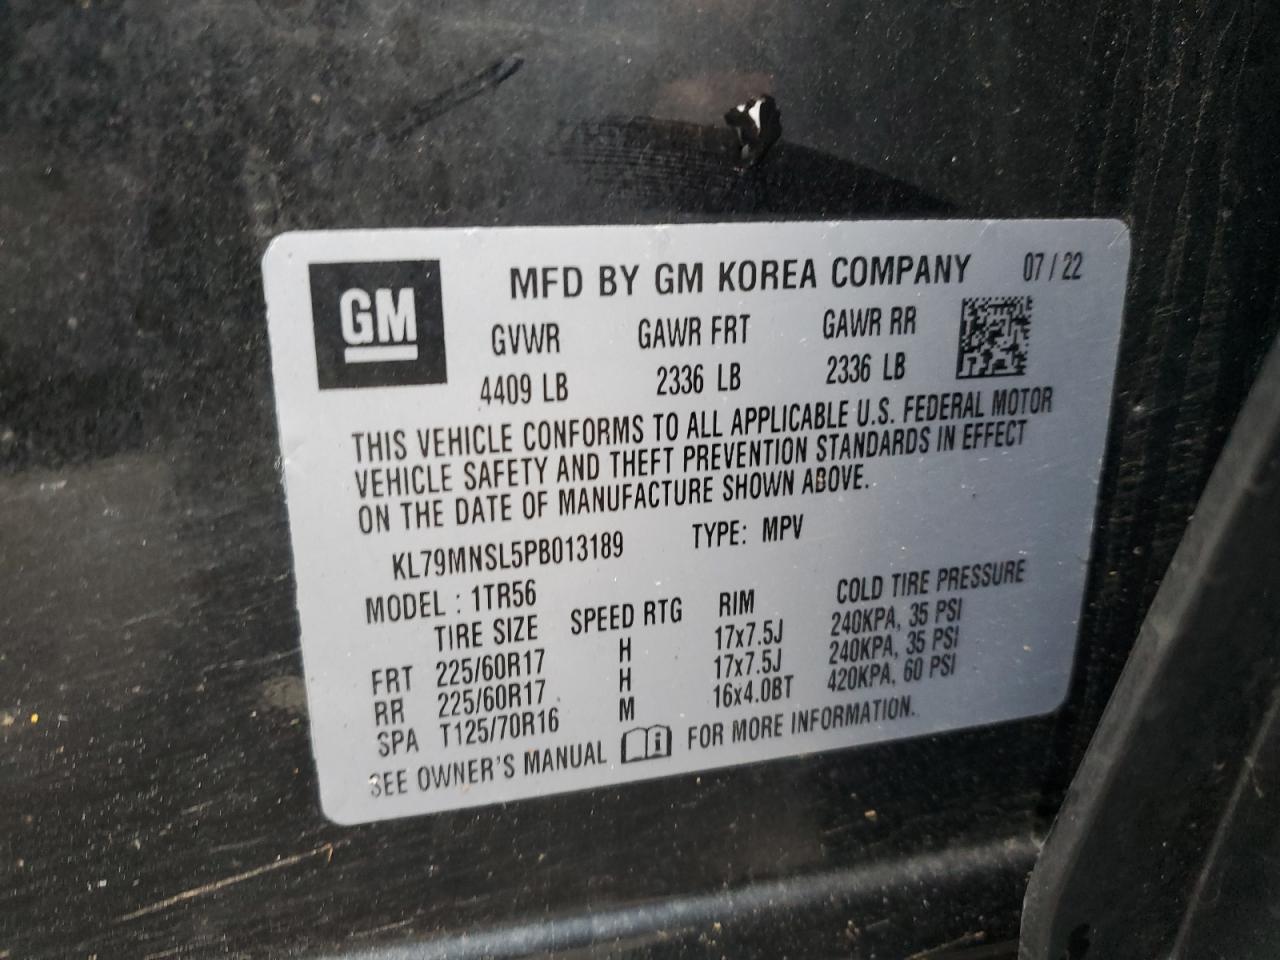 GM
MFD BY GM KOREA COMPANY 07 / 22
GVWR GAWR FRT GAWR RR
4409 LB 2336 LB 2336 LB
THIS VEHICLE CONFORMS TO ALL APPLICABLE U.S. FEDERAL MOTOR
VEHICLE SAFETY AND THEFT PREVENTION STANDARDS IN EFFECT
ON THE DATE OF MANUFACTURE SHOWN ABOVE.
KL79MNSL5PB013189 TYPE: MPV
MODEL : 1TR56
TIRE SIZE SPEED RTG RIM COLD TIRE PRESSURE
FRT 225/60R17 H 17x7.5J 240KPA, 35 PSI
RR 225/60R17 H 17x7.5J 240KPA, 35 PSI
SPA T125/70R16 M 16x4.0BT 420KPA, 60 PSI
SEE OWNER'S MANUAL i FOR MORE INFORMATION.